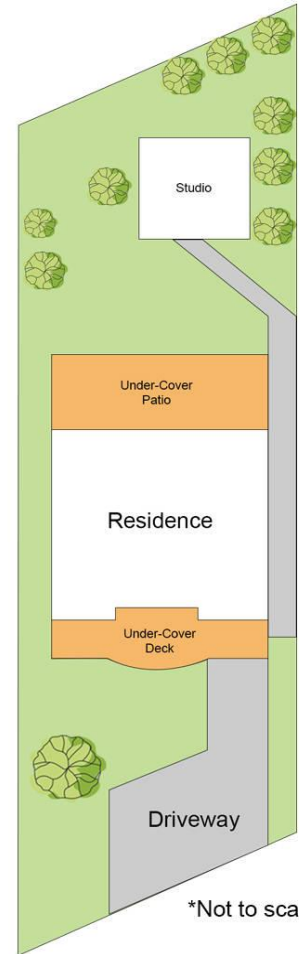 Studio
Under-Cover
Patio
Residence
Under-Cover
Deck
Driveway
*Not to sca